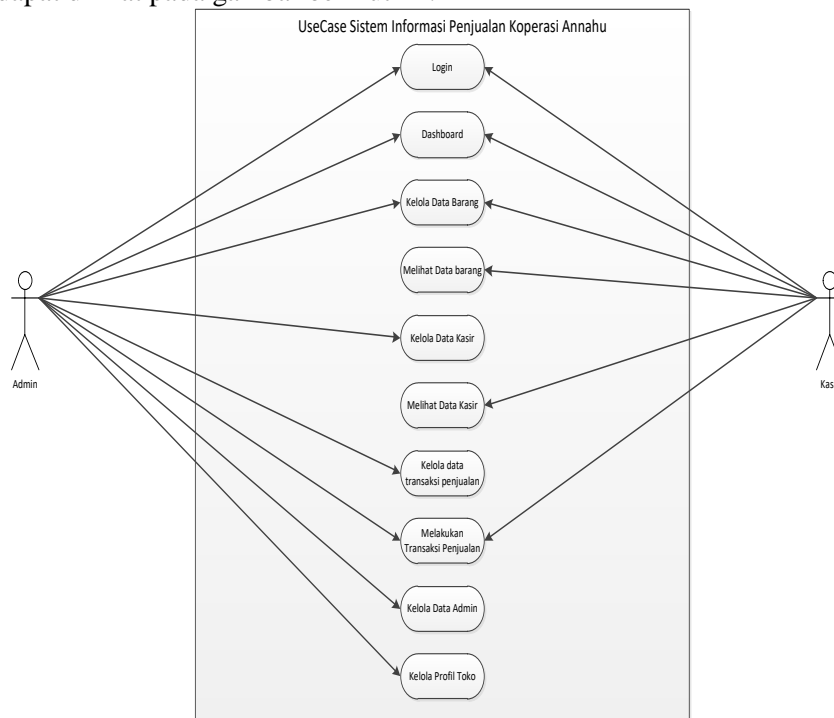 UseCase Sistem Informasi Penjualan Koperasi Annahu
Login
Dashboard
Kelola Data Barang
Melihat Data barang
Kelola Data Kasir
Admin
Kas
Melihat Data Kasir
Kelola data
transaksi penjualan
Melakukan
Transaksi Penjualan
Kelola Data Admin
Kelola Profil Toko